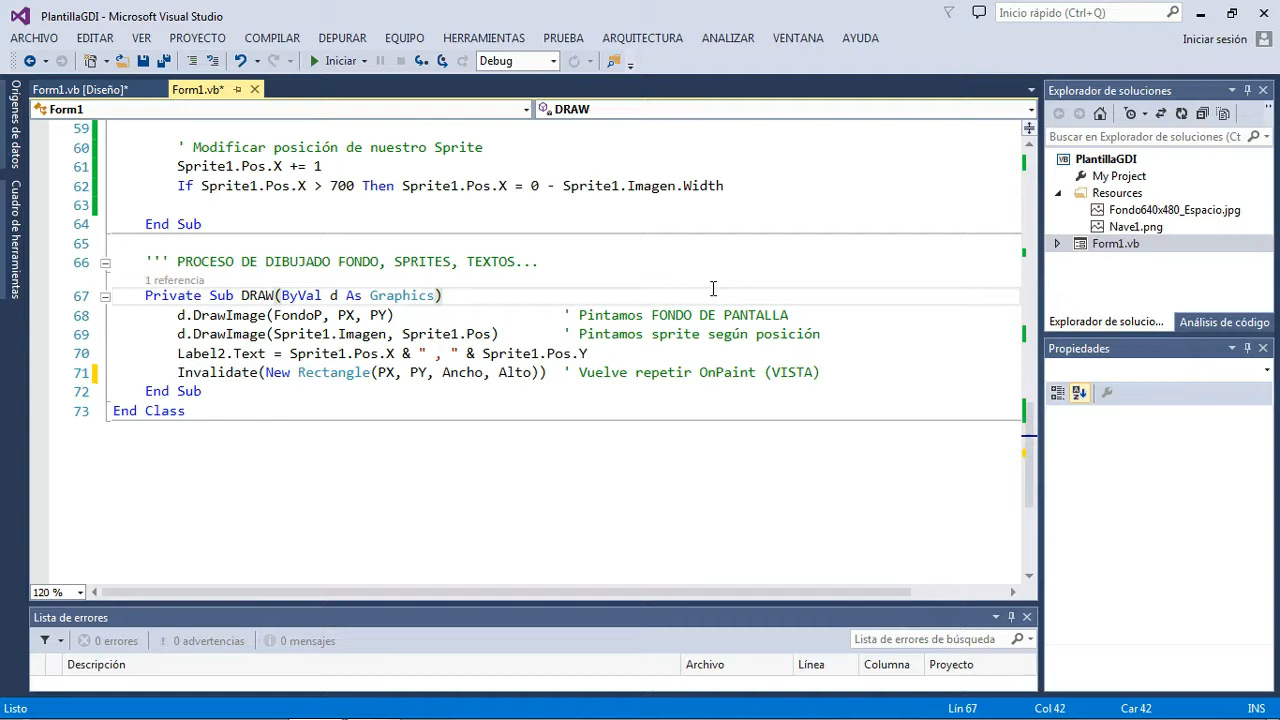 PlantillaGDI - Microsoft Visual Studio
Inicio rápido (Ctrl+Q)
ARCHIVO EDITAR VER PROYECTO COMPILAR DEPURAR EQUIPO HERRAMIENTAS PRUEBA ARQUITECTURA ANALIZAR VENTANA AYUDA
Iniciar sesión
Iniciar
Debug
Orígenes de datos
Cuadro de herramientas
Form1.vb [Diseño]*
Form1.vb*
Form1
DRAW
59
60 ' Modificar posición de nuestro Sprite
61 Sprite1.Pos.X += 1
62 If Sprite1.Pos.X > 700 Then Sprite1.Pos.X = 0 - Sprite1.Imagen.Width
63
64 End Sub
65
66 ''' PROCESO DE DIBUJADO FONDO, SPRITES, TEXTOS...
1 referencia
67 Private Sub DRAW(ByVal d As Graphics)
68 d.DrawImage(FondoP, PX, PY) ' Pintamos FONDO DE PANTALLA
69 d.DrawImage(Sprite1.Imagen, Sprite1.Pos) ' Pintamos sprite según posición
70 Label2.Text = Sprite1.Pos.X & " , " & Sprite1.Pos.Y
71 Invalidate(New Rectangle(PX, PY, Ancho, Alto)) ' Vuelve repetir OnPaint (VISTA)
72 End Sub
73 End Class
120 %
Explorador de soluciones
Buscar en Explorador de soluciones (Ct
PlantillaGDI
My Project
Resources
Fondo640x480_Espacio.jpg
Nave1.png
Form1.vb
Explorador de solucio...
Análisis de código
Propiedades
Lista de errores
0 errores
0 advertencias
0 mensajes
Lista de errores de búsqueda
Descripción Archivo Línea Columna Proyecto
Listo
Lín 67
Col 42
Car 42
INS